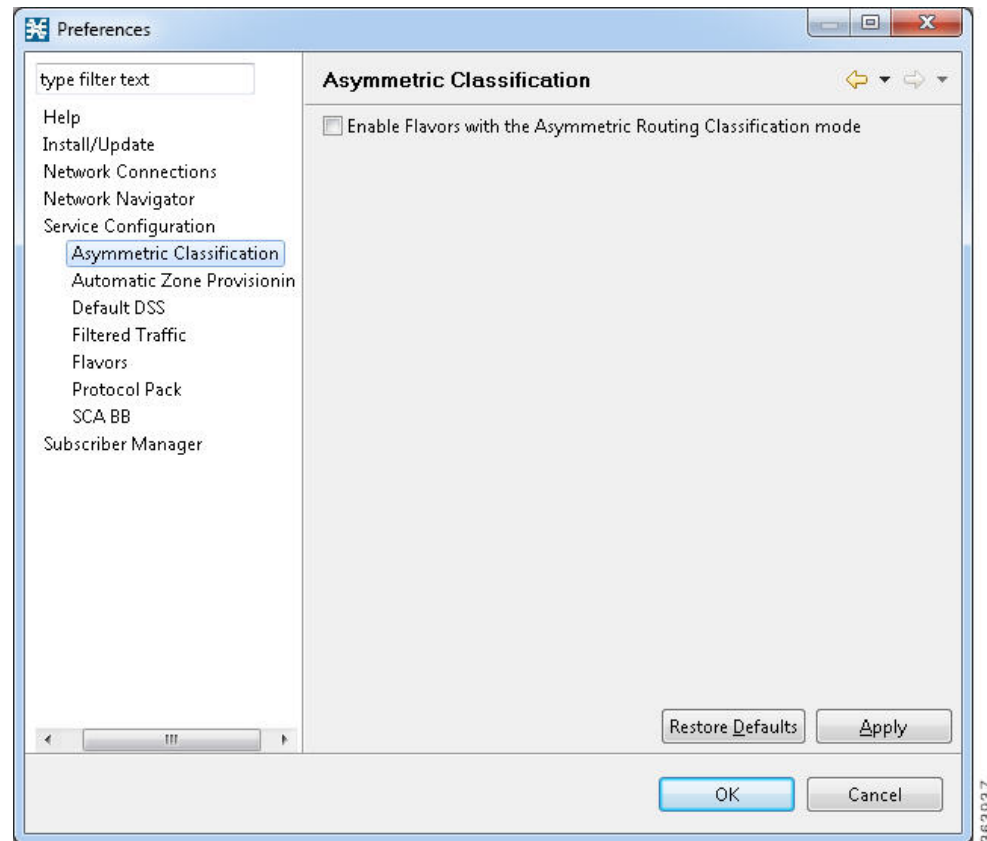 Preferences
type filter text
Help
Install/Update
Network Connections
Network Navigator
Service Configuration
Asymmetric Classification
Automatic Zone Provisionin
Default DSS
Filtered Traffic
Flavors
Protocol Pack
SCA BB
Subscriber Manager
Asymmetric Classification
Enable Flavors with the Asymmetric Routing Classification mode
Restore Defaults
Apply
OK
Cancel
363937